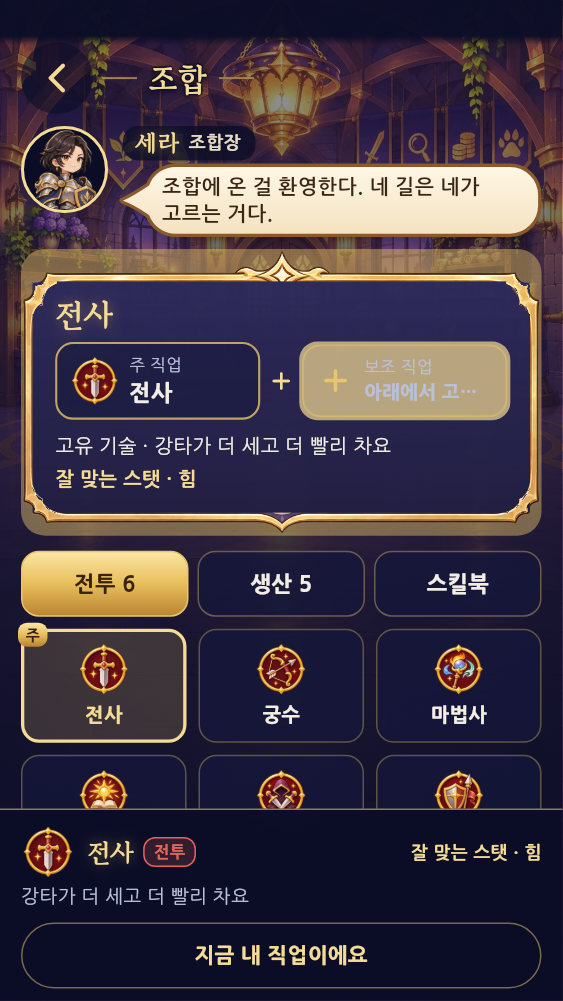 조합
세라 조합장
조합에 온 걸 환영한다. 네 길은 네가
고르는 거다.
전사
주 직업
전사
+
+
보조 직업
아래에서 고…
고유 기술 · 강타가 더 세고 더 빨리 차요
잘 맞는 스탯 · 힘
전투 6
생산 5
스킬북
주
전사
궁수
마법사
전사 전투
잘 맞는 스탯 · 힘
강타가 더 세고 더 빨리 차요
지금 내 직업이에요